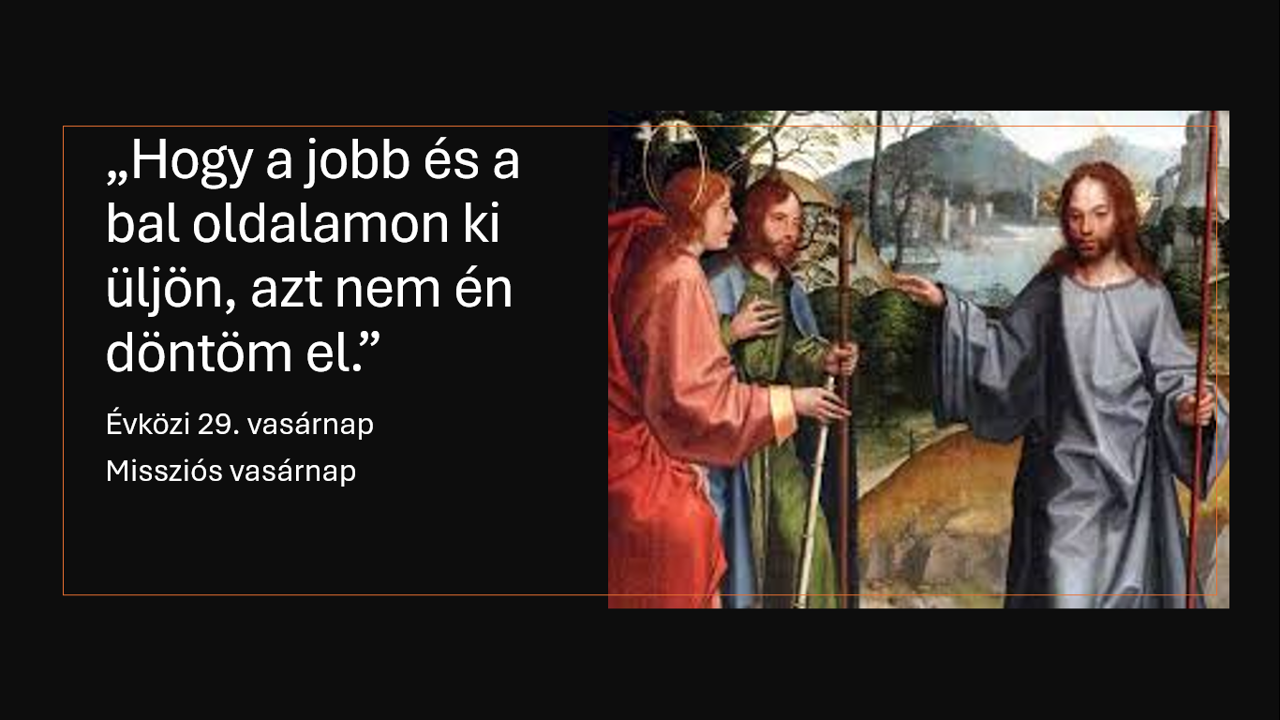 „Hogy a jobb és a
bal oldalamon ki
üljön, azt nem én
döntöm el.”
Évközi 29. vasárnap
Missziós vasárnap